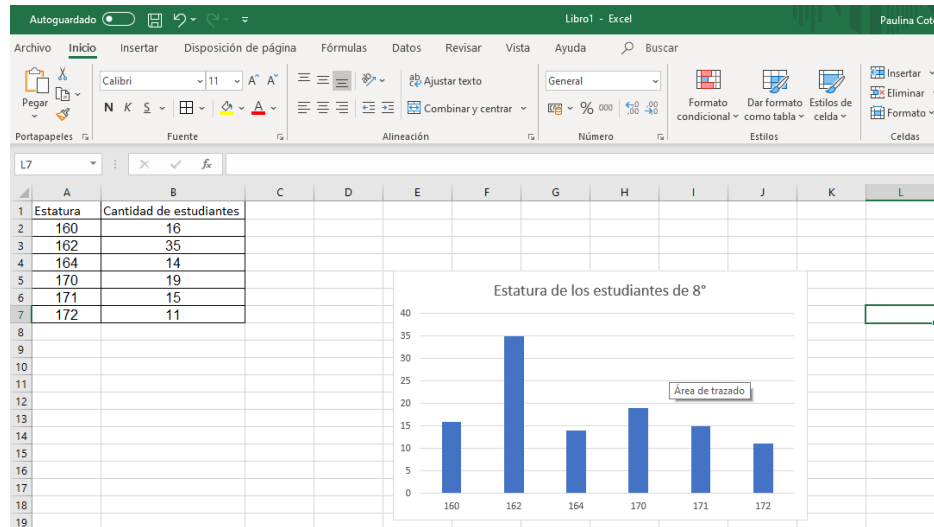 Autoguardado Libro1 - Excel Paulina Cot
Archivo Inicio Insertar Disposición de página Fórmulas Datos Revisar Vista Ayuda Buscar
Pegar
Calibri 11 A^ Aˇ
N K S A
ab Ajustar texto
Combinar y centrar
General
% 000 ,00 ,00 ,0
Formato condicional
Dar formato como tabla
Estilos de celda
Insertar
Eliminar
Formato
Portapapeles Fuente Alineación Número Estilos Celdas
L7 fx
A B C D E F G H I J K L
1 Estatura Cantidad de estudiantes
2 160 16
3 162 35
4 164 14
5 170 19
6 171 15
7 172 11
8
9
10
11
12
13
14
15
16
17
18
19
Estatura de los estudiantes de 8°
40
35
30
25
20
15
10
5
0
160 162 164 170 171 172
Área de trazado